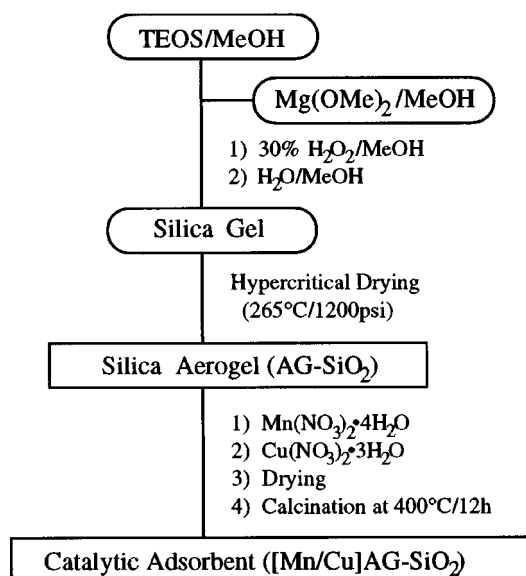 TEOS/MeOH
Mg(OMe)₂/MeOH
1) 30% H₂O₂/MeOH
2) H₂O/MeOH
Silica Gel
Hypercritical Drying
(265°C/1200psi)
Silica Aerogel (AG-SiO₂)
1) Mn(NO₃)₂•4H₂O
2) Cu(NO₃)₂•3H₂O
3) Drying
4) Calcination at 400°C/12h
Catalytic Adsorbent ([Mn/Cu]AG-SiO₂)